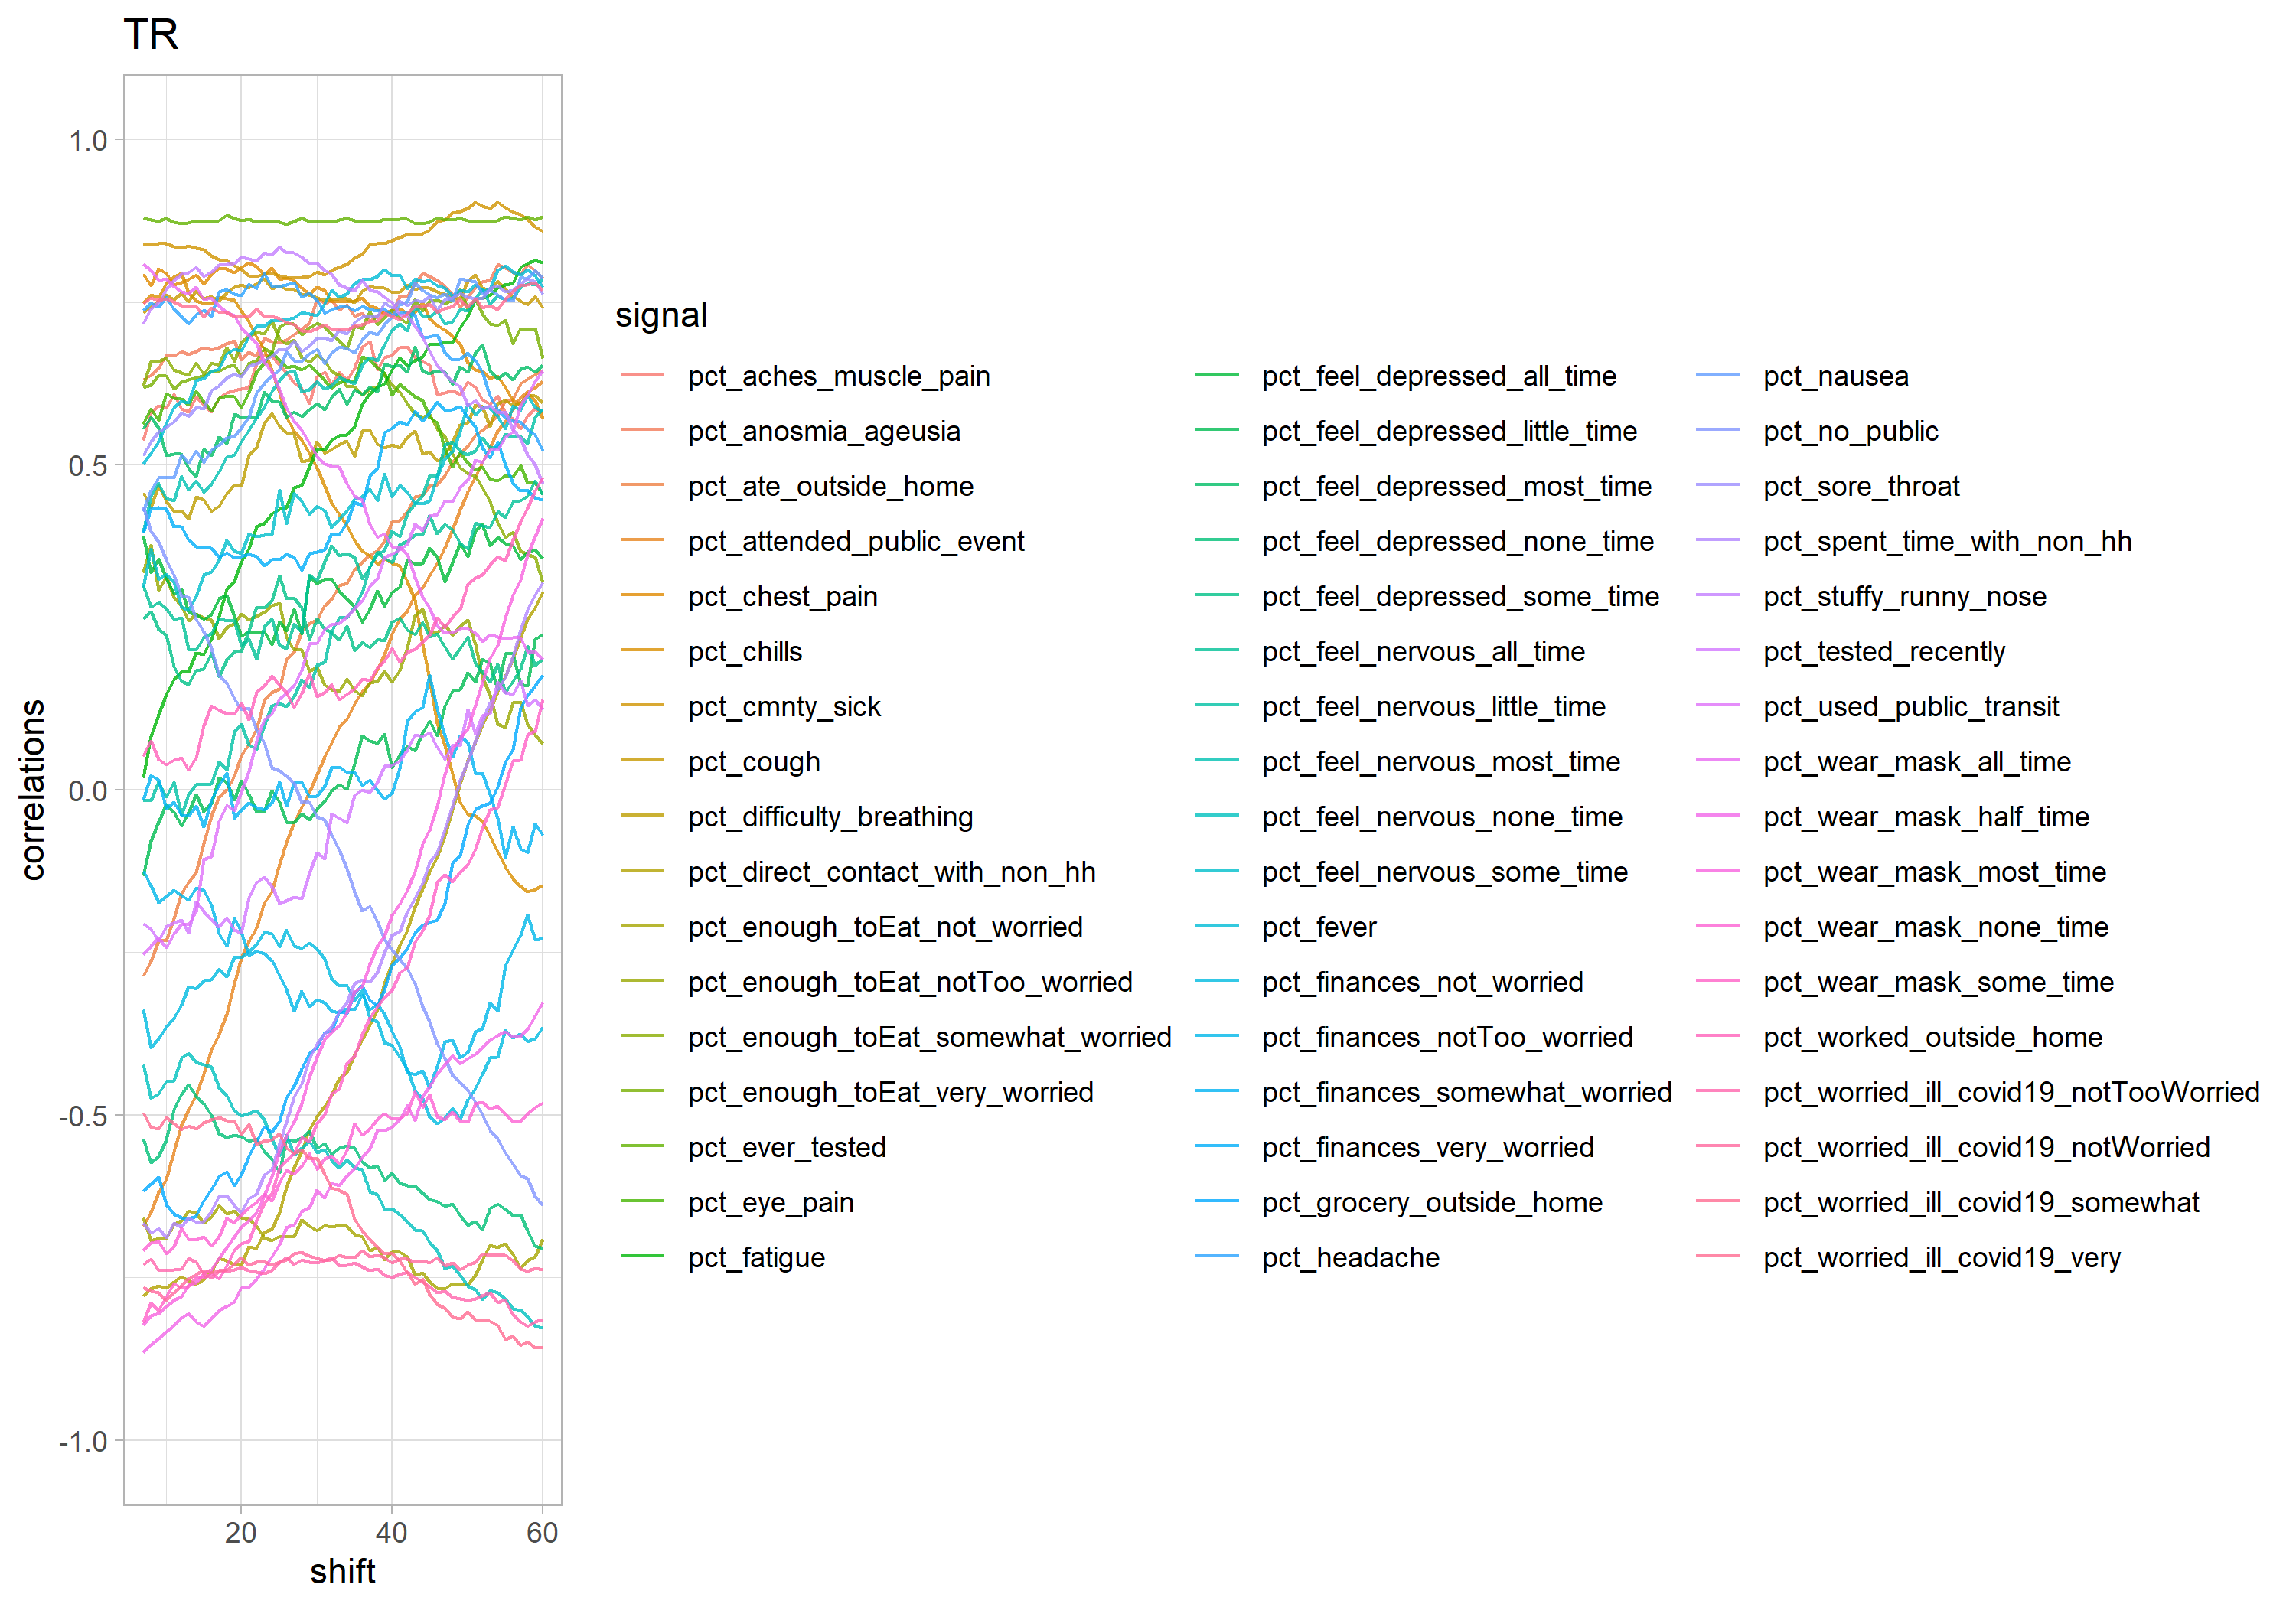 TR
1.0
0.5
0.0
-0.5
-1.0
correlations
20 40 60
shift
signal
pct_aches_muscle_pain
pct_anosmia_ageusia
pct_ate_outside_home
pct_attended_public_event
pct_chest_pain
pct_chills
pct_cmnty_sick
pct_cough
pct_difficulty_breathing
pct_direct_contact_with_non_hh
pct_enough_toEat_not_worried
pct_enough_toEat_notToo_worried
pct_enough_toEat_somewhat_worried
pct_enough_toEat_very_worried
pct_ever_tested
pct_eye_pain
pct_fatigue
pct_feel_depressed_all_time
pct_feel_depressed_little_time
pct_feel_depressed_most_time
pct_feel_depressed_none_time
pct_feel_depressed_some_time
pct_feel_nervous_all_time
pct_feel_nervous_little_time
pct_feel_nervous_most_time
pct_feel_nervous_none_time
pct_feel_nervous_some_time
pct_fever
pct_finances_not_worried
pct_finances_notToo_worried
pct_finances_somewhat_worried
pct_finances_very_worried
pct_grocery_outside_home
pct_headache
pct_nausea
pct_no_public
pct_sore_throat
pct_spent_time_with_non_hh
pct_stuffy_runny_nose
pct_tested_recently
pct_used_public_transit
pct_wear_mask_all_time
pct_wear_mask_half_time
pct_wear_mask_most_time
pct_wear_mask_none_time
pct_wear_mask_some_time
pct_worked_outside_home
pct_worried_ill_covid19_notTooWorried
pct_worried_ill_covid19_notWorried
pct_worried_ill_covid19_somewhat
pct_worried_ill_covid19_very